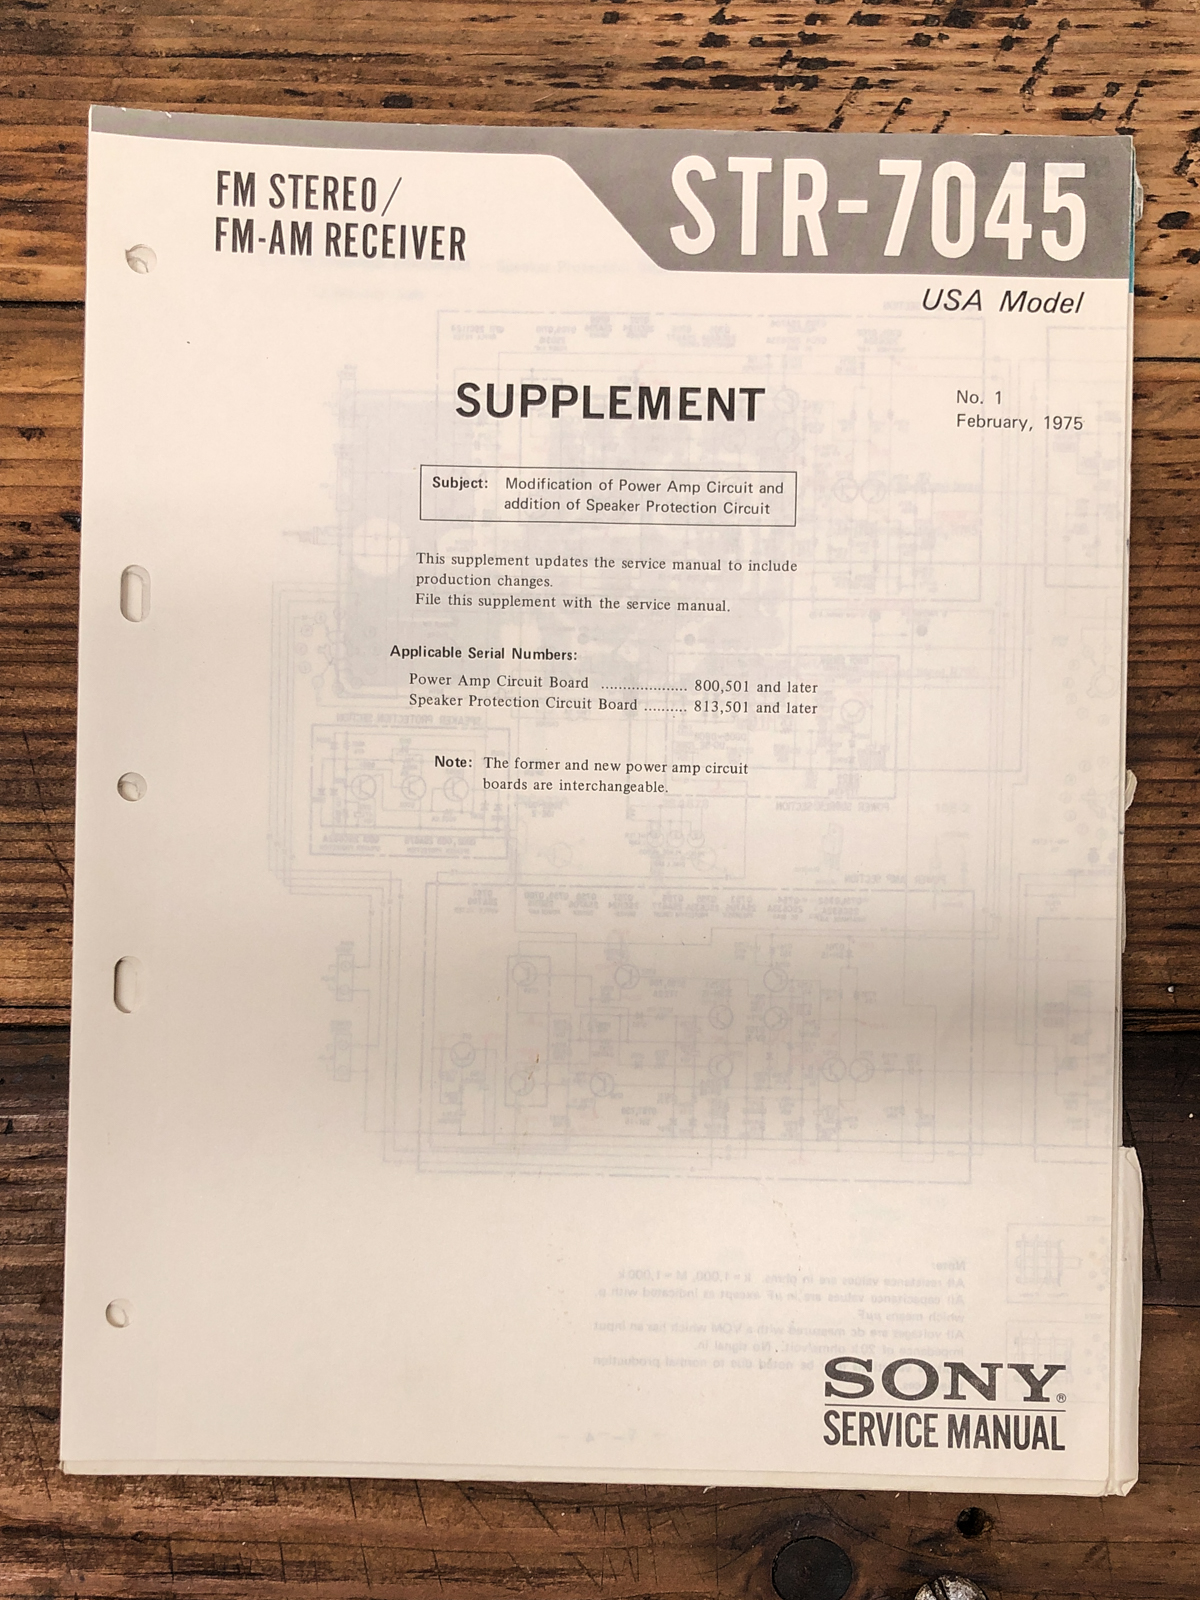 FM STEREO/
FM-AM RECEIVER
STR-7045
USA Model
SUPPLEMENT
No. 1
February, 1975
Subject: Modification of Power Amp Circuit and
addition of Speaker Protection Circuit
This supplement updates the service manual to include
production changes.
File this supplement with the service manual.
Applicable Serial Numbers:
Power Amp Circuit Board .................... 800,501 and later
Speaker Protection Circuit Board .......... 813,501 and later
Note: The former and new power amp circuit
boards are interchangeable.
SONY®
SERVICE MANUAL